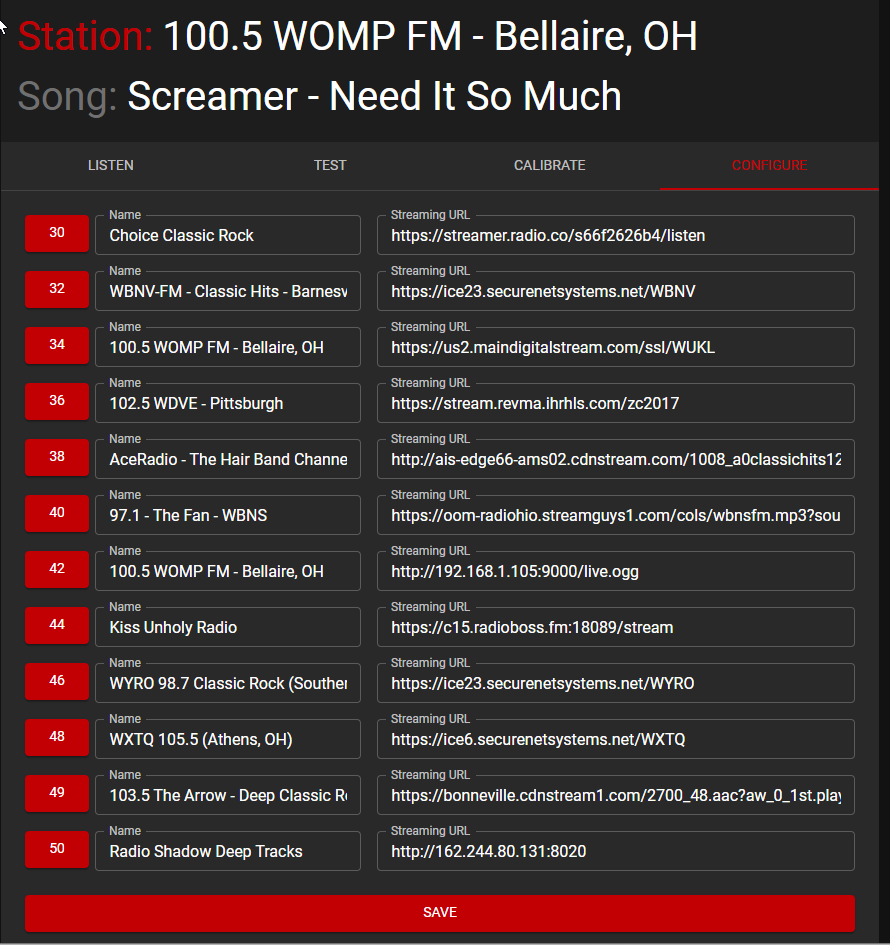 Station: 100.5 WOMP FM - Bellaire, OH
Song: Screamer - Need It So Much
LISTEN TEST CALIBRATE CONFIGURE
Name Streaming URL
30 Choice Classic Rock https://streamer.radio.co/s66f2626b4/listen
Name Streaming URL
32 WBNV-FM - Classic Hits - Barnesv https://ice23.securenetsystems.net/WBNV
Name Streaming URL
34 100.5 WOMP FM - Bellaire, OH https://us2.maindigitalstream.com/ssl/WUKL
Name Streaming URL
36 102.5 WDVE - Pittsburgh https://stream.revma.ihrhls.com/zc2017
Name Streaming URL
38 AceRadio - The Hair Band Channe http://ais-edge66-ams02.cdnstream.com/1008_a0classichits12
Name Streaming URL
40 97.1 - The Fan - WBNS https://oom-radiohio.streamguys1.com/cols/wbnsfm.mp3?sou
Name Streaming URL
42 100.5 WOMP FM - Bellaire, OH http://192.168.1.105:9000/live.ogg
Name Streaming URL
44 Kiss Unholy Radio https://c15.radioboss.fm:18089/stream
Name Streaming URL
46 WYRO 98.7 Classic Rock (Souther https://ice23.securenetsystems.net/WYRO
Name Streaming URL
48 WXTQ 105.5 (Athens, OH) https://ice6.securenetsystems.net/WXTQ
Name Streaming URL
49 103.5 The Arrow - Deep Classic Ro https://bonneville.cdnstream1.com/2700_48.aac?aw_0_1st.play
Name Streaming URL
50 Radio Shadow Deep Tracks http://162.244.80.131:8020
SAVE